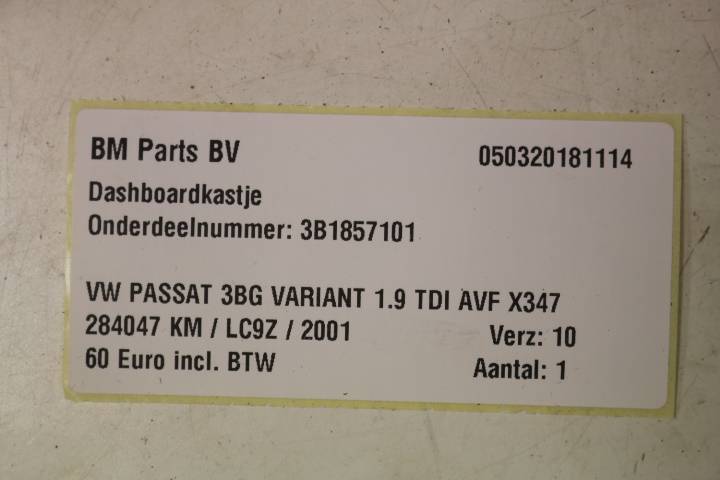 BM Parts BV 050320181114
Dashboardkastje
Onderdeelnummer: 3B1857101
VW PASSAT 3BG VARIANT 1.9 TDI AVF X347
284047 KM / LC9Z / 2001 Verz: 10
60 Euro incl. BTW Aantal: 1